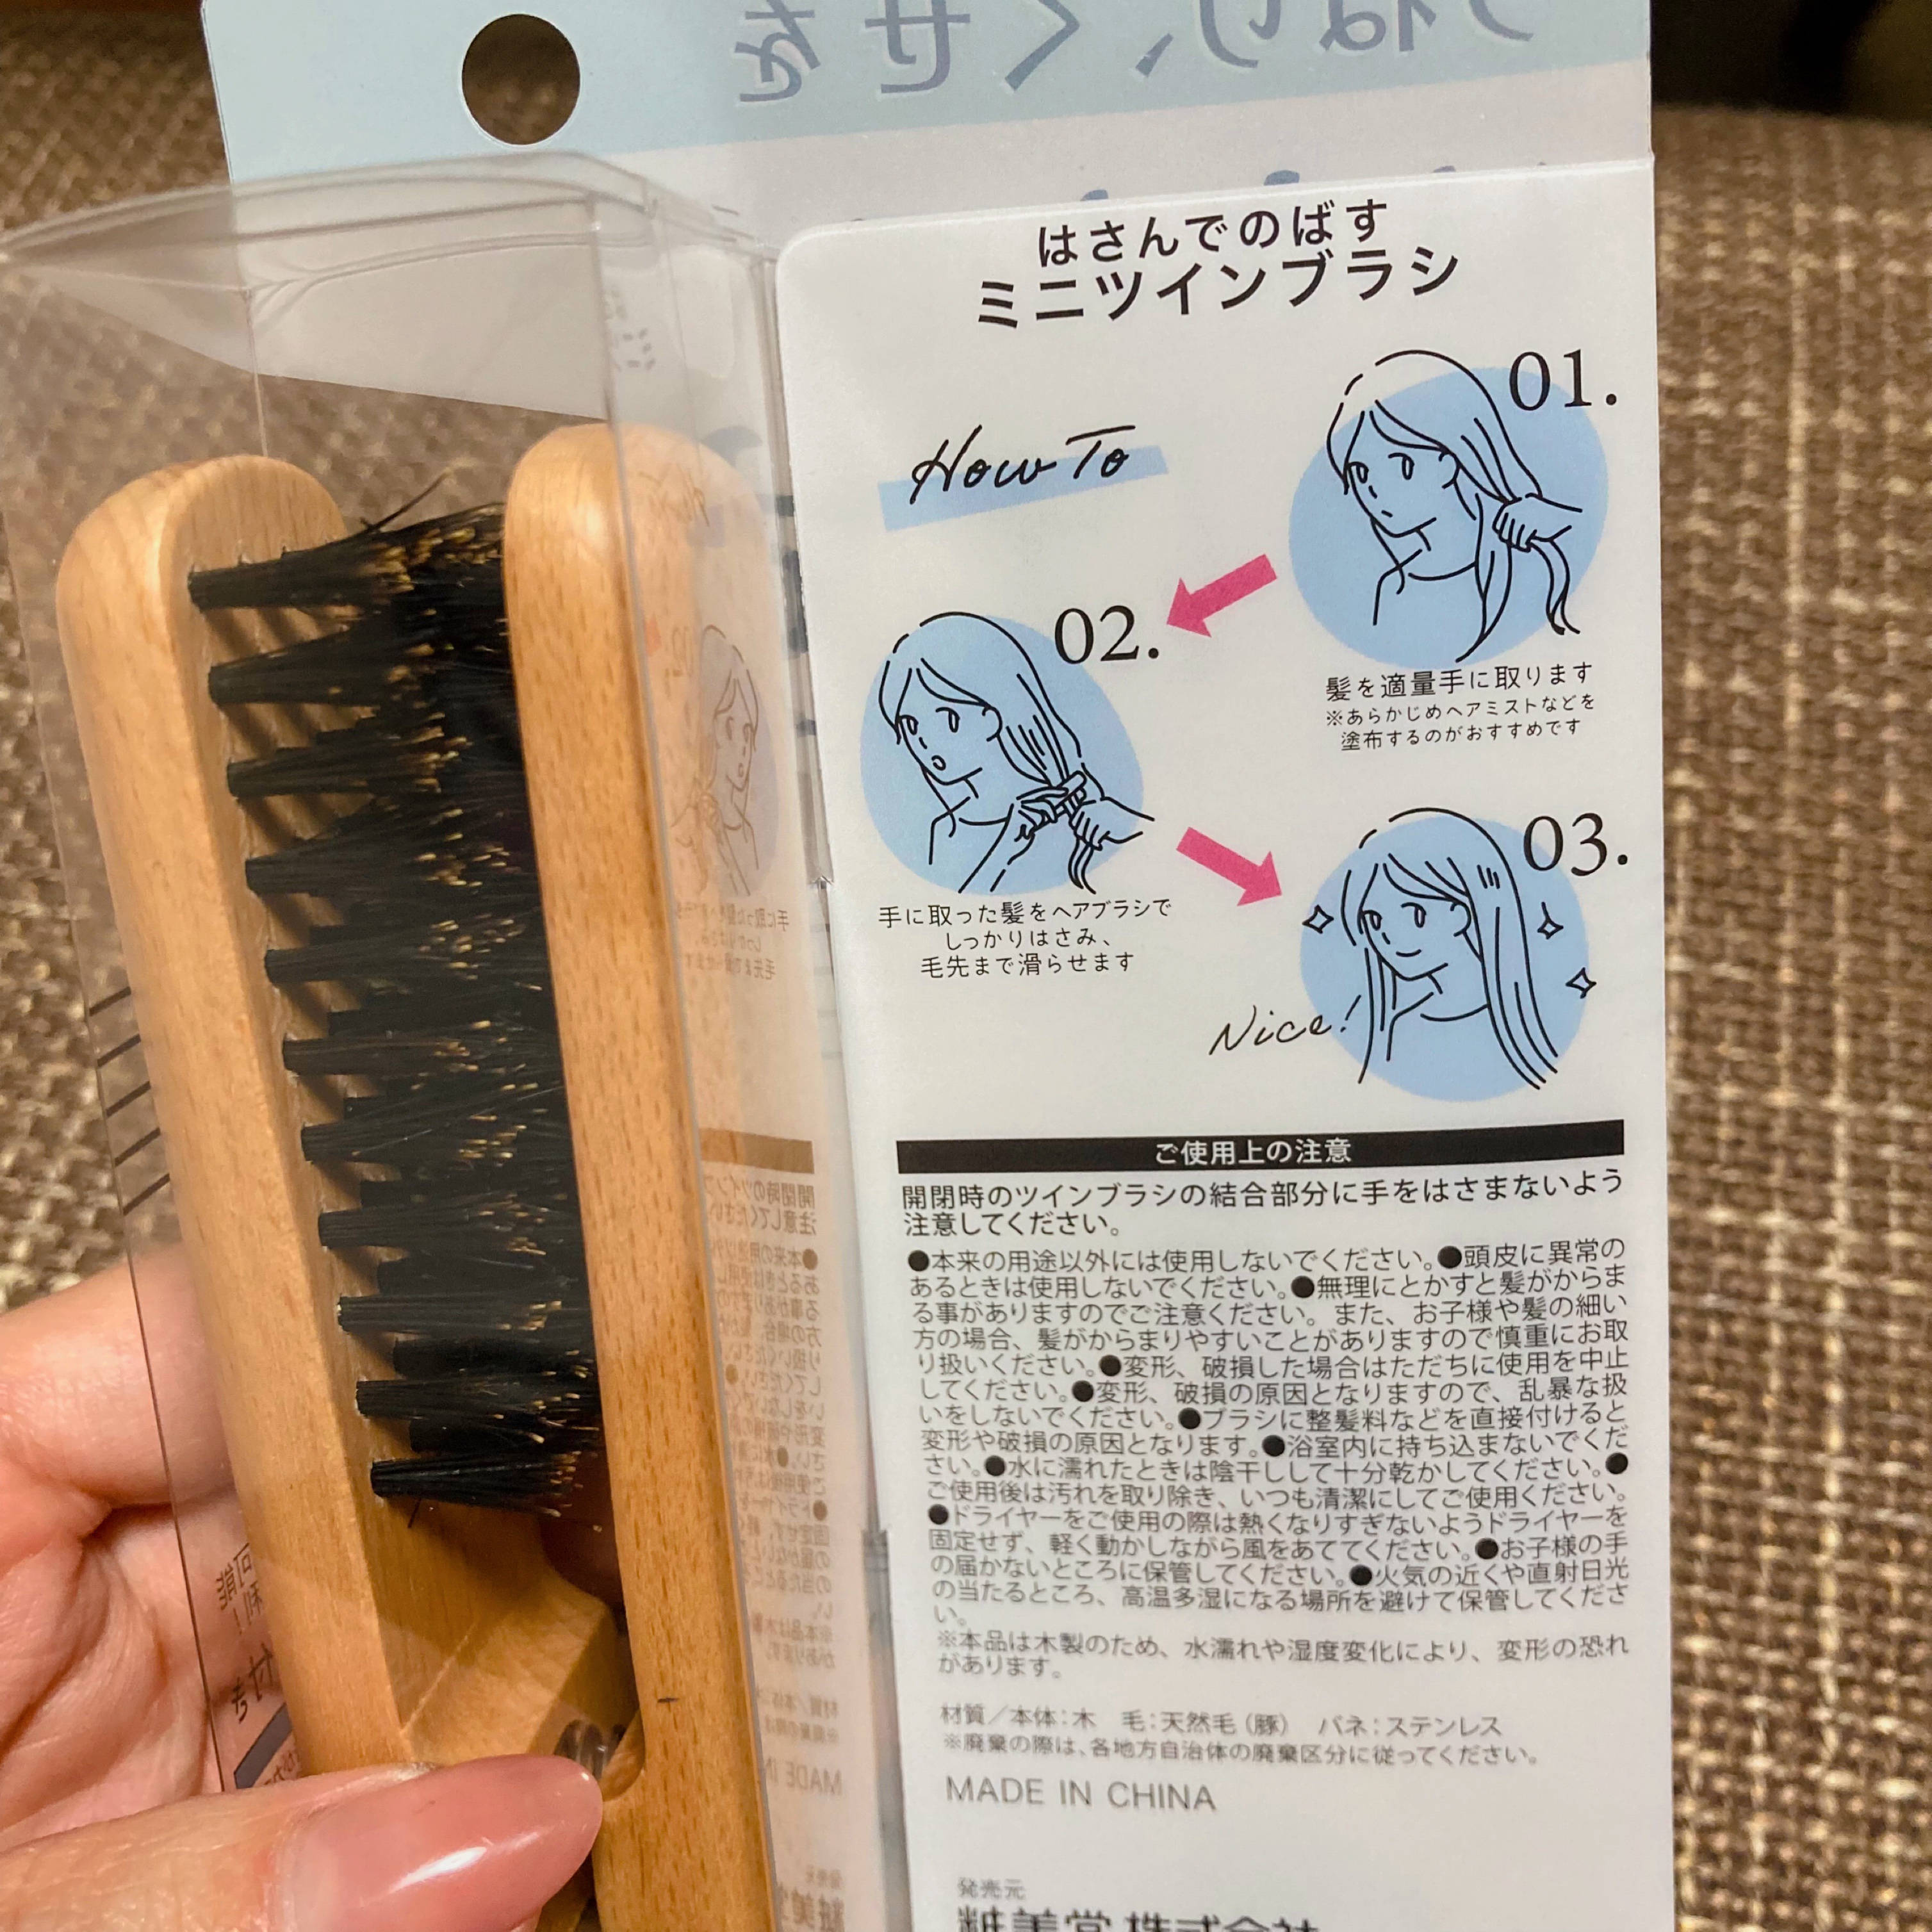 うねり、くせを
はさんでのばす
ミニツインブラシ
How To
01.
髪を適量手に取ります
※あらかじめヘアミストなどを
塗布するのがおすすめです
02.
手に取った髪をヘアブラシで
しっかりはさみ、
毛先まで滑らせます
03.
Nice!
ご使用上の注意
開閉時のツインブラシの結合部分に手をはさまないよう
注意してください。
●本来の用途以外には使用しないでください。●頭皮に異常の
あるときは使用しないでください。●無理にとかすと髪がからま
る事がありますのでご注意ください。また、お子様や髪の細い
方の場合、髪がからまりやすいことがありますので慎重にお取
り扱いください。●変形、破損した場合はただちに使用を中止
してください。●変形、破損の原因となりますので、乱暴な扱
いをしないでください。●ブラシに整髪料などを直接付けると
変形や破損の原因となります。●浴室内に持ち込まないでくだ
さい。●水に濡れたときは陰干しして十分乾かしてください。●
ご使用後は汚れを取り除き、いつも清潔にしてご使用ください。
●ドライヤーをご使用の際は熱くなりすぎないようドライヤーを
固定せず、軽く動かしながら風をあててください。●お子様の手
の届かないところに保管してください。●火気の近くや直射日光
の当たるところ、高温多湿になる場所を避けて保管してくださ
い。
※本品は木製のため、水濡れや湿度変化により、変形の恐れ
があります。
材質／本体：木　毛：天然毛（豚）　バネ：ステンレス
※廃棄の際は、各地方自治体の廃棄区分に従ってください。
MADE IN CHINA
発売元
粧美堂株式会社